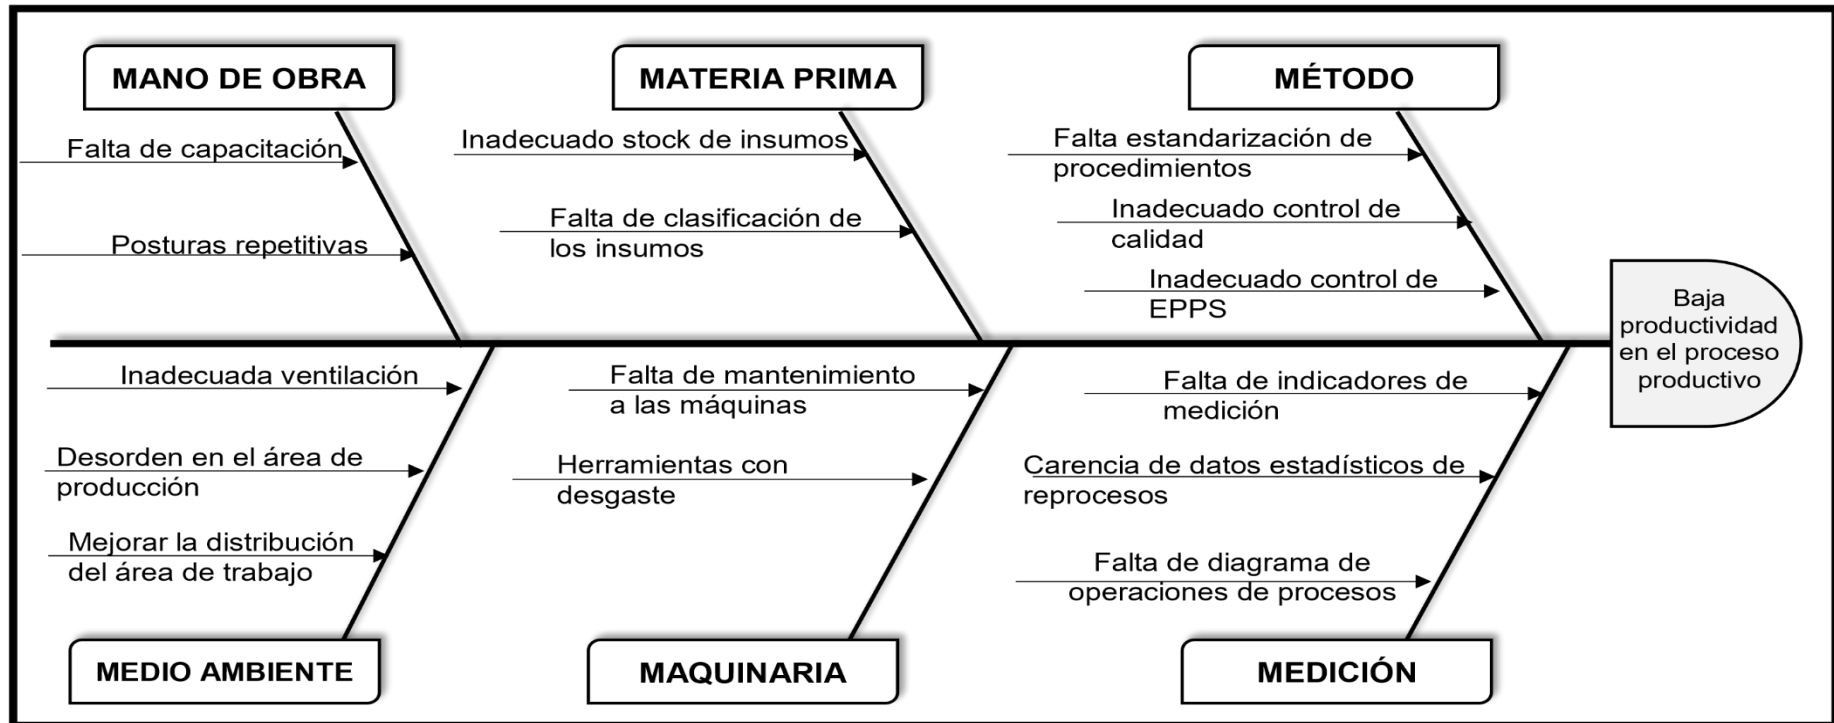 MANO DE OBRA
Falta de capacitación
Posturas repetitivas
MATERIA PRIMA
Inadecuado stock de insumos
Falta de clasificación de
los insumos
MÉTODO
Falta estandarización de
procedimientos
Inadecuado control de
calidad
Inadecuado control de
EPPS
Baja
productividad
en el proceso
productivo
Inadecuada ventilación
Desorden en el área de
producción
Mejorar la distribución
del área de trabajo
MEDIO AMBIENTE
Falta de mantenimiento
a las máquinas
Herramientas con
desgaste
MAQUINARIA
Falta de indicadores de
medición
Carencia de datos estadísticos de
reprocesos
Falta de diagrama de
operaciones de procesos
MEDICIÓN